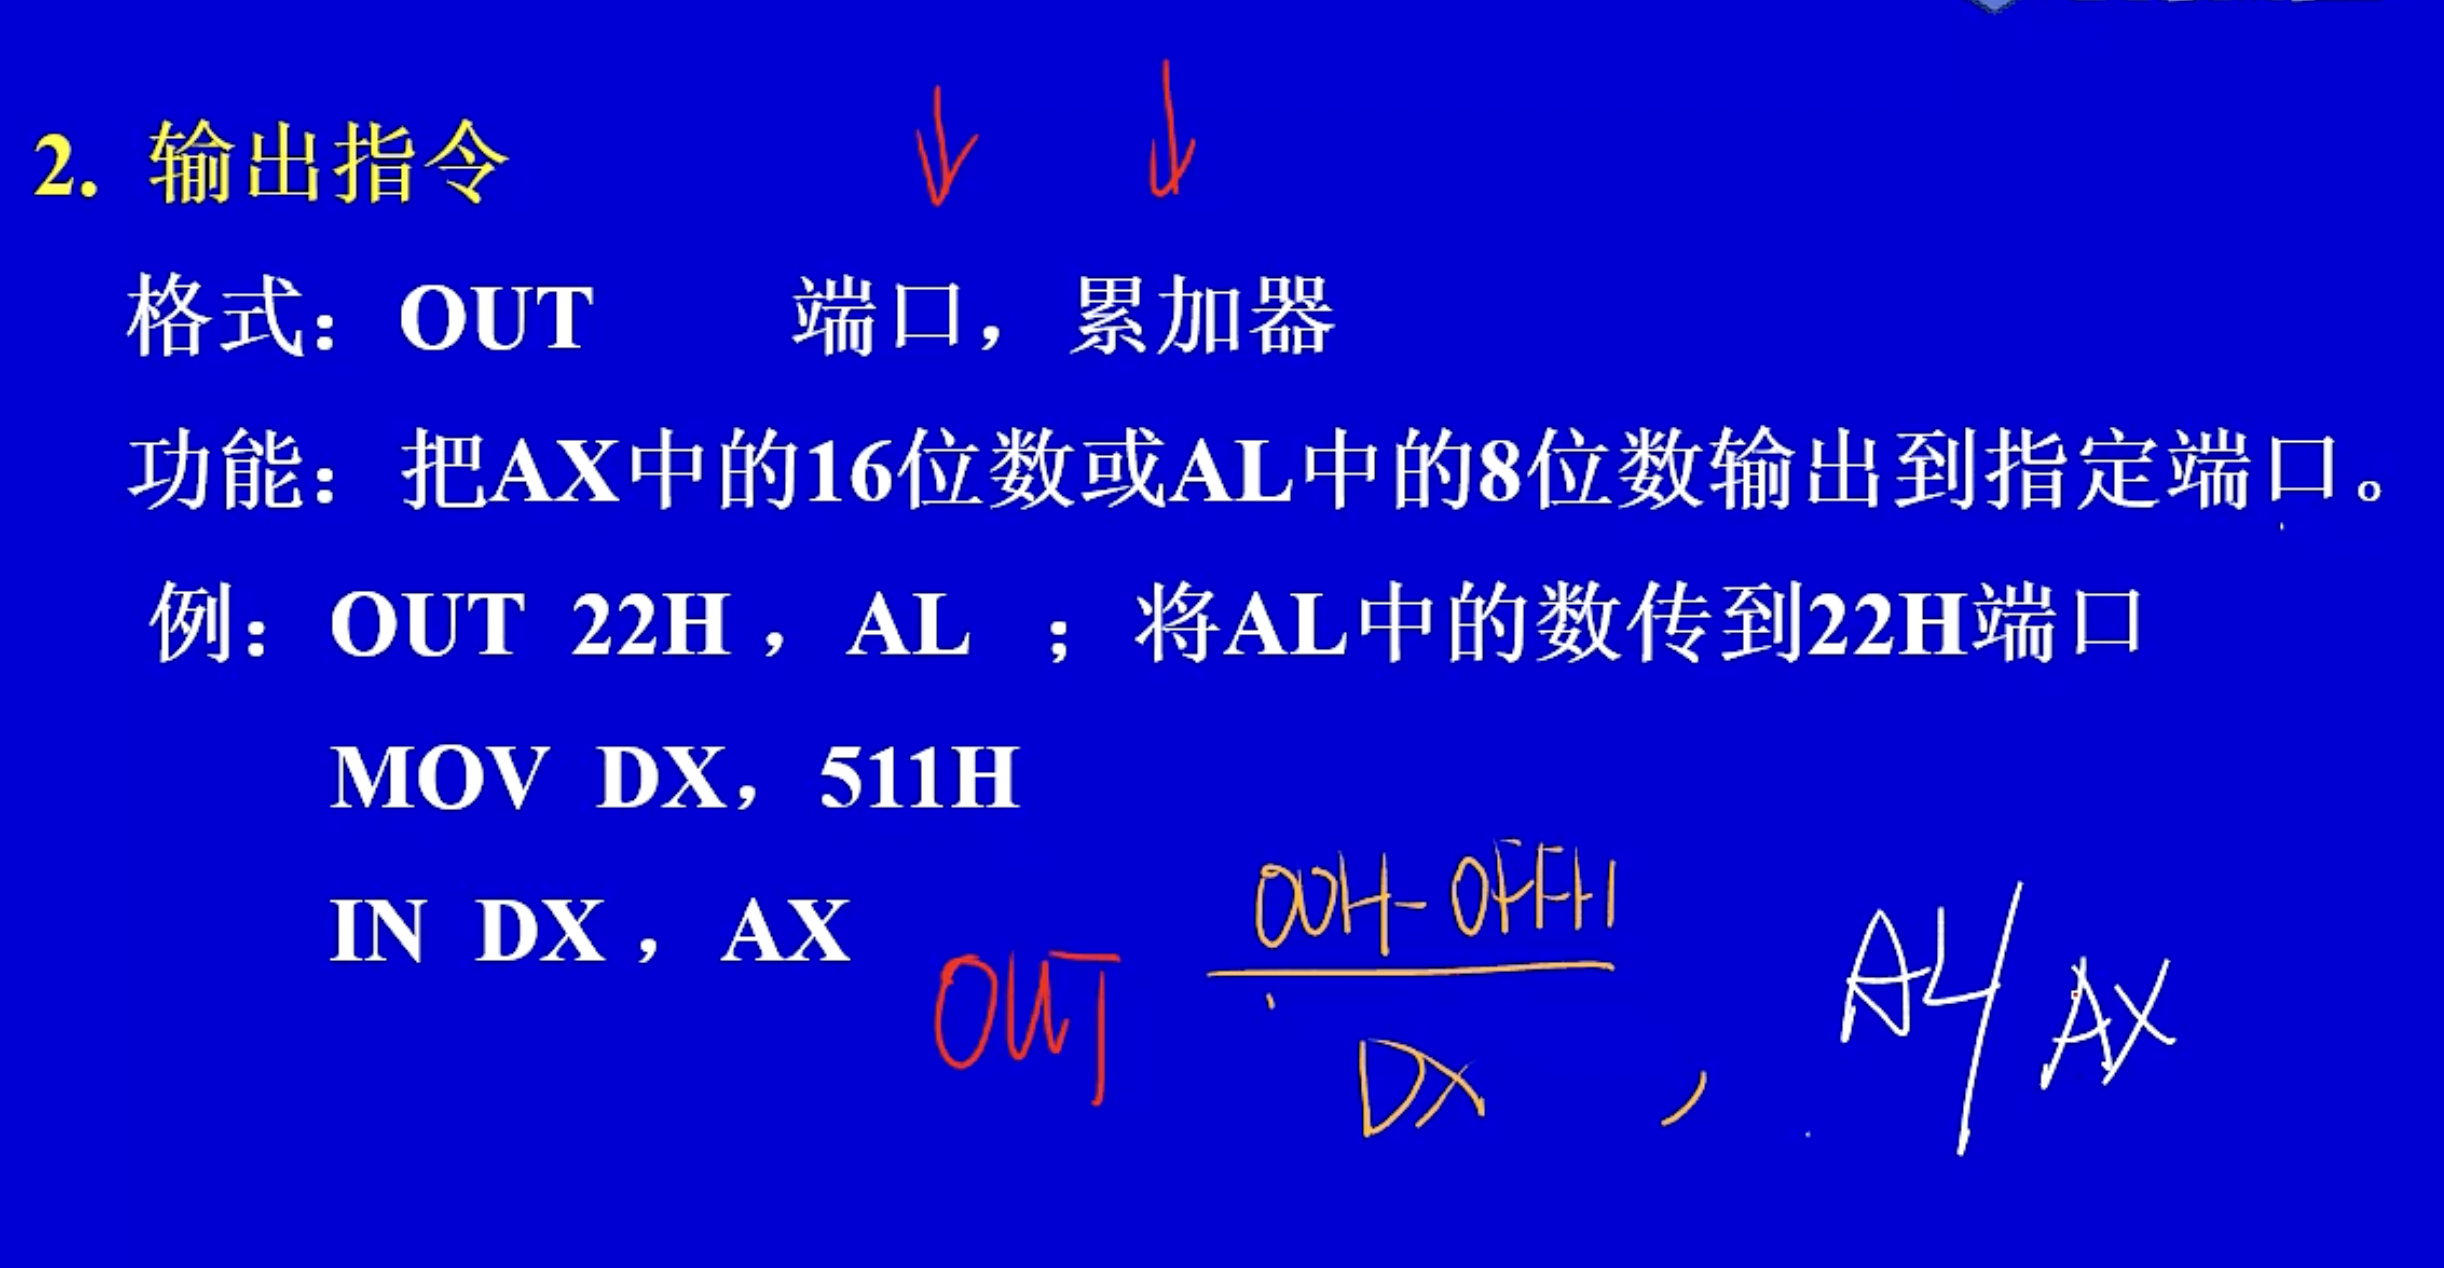 2. 输出指令
格式：OUT 端口，累加器
功能：把AX中的16位数或AL中的8位数输出到指定端口。
例：OUT 22H，AL ；将AL中的数传到22H端口
MOV DX，511H
IN DX，AX
OUT 00H-0FFH
DX , AL/AX